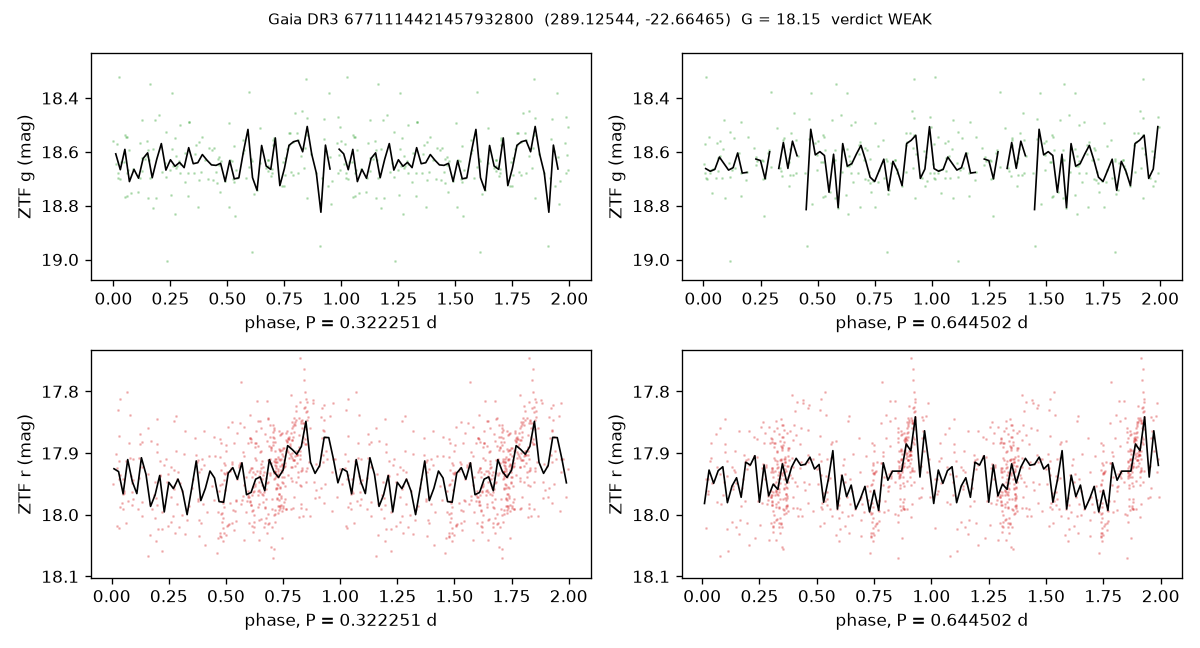 Gaia DR3 6771114421457932800 (289.12544, -22.66465) G = 18.15 verdict WEAK
ZTF g (mag)
18.4
18.6
18.8
19.0
0.00 0.25 0.50 0.75 1.00 1.25 1.50 1.75 2.00
phase, P = 0.322251 d
ZTF g (mag)
18.4
18.6
18.8
19.0
0.00 0.25 0.50 0.75 1.00 1.25 1.50 1.75 2.00
phase, P = 0.644502 d
ZTF r (mag)
17.8
17.9
18.0
18.1
0.00 0.25 0.50 0.75 1.00 1.25 1.50 1.75 2.00
phase, P = 0.322251 d
ZTF r (mag)
17.8
17.9
18.0
18.1
0.00 0.25 0.50 0.75 1.00 1.25 1.50 1.75 2.00
phase, P = 0.644502 d